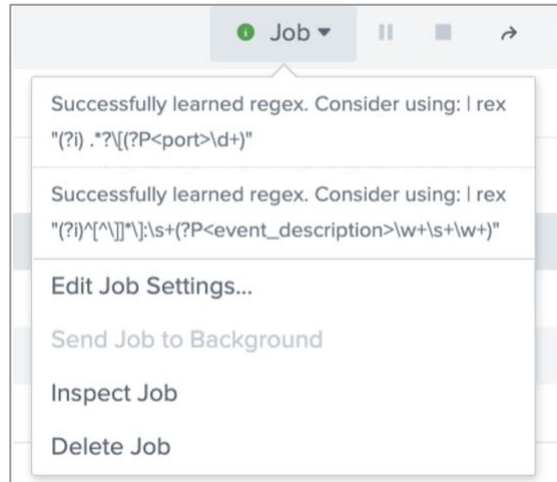 Job
Successfully learned regex. Consider using: | rex
"(?i) .*?\[(?P<port>\d+)"
Successfully learned regex. Consider using: | rex
"(?i)^[^\]]*\]:\s+(?P<event_description>\w+\s+\w+)"
Edit Job Settings...
Send Job to Background
Inspect Job
Delete Job